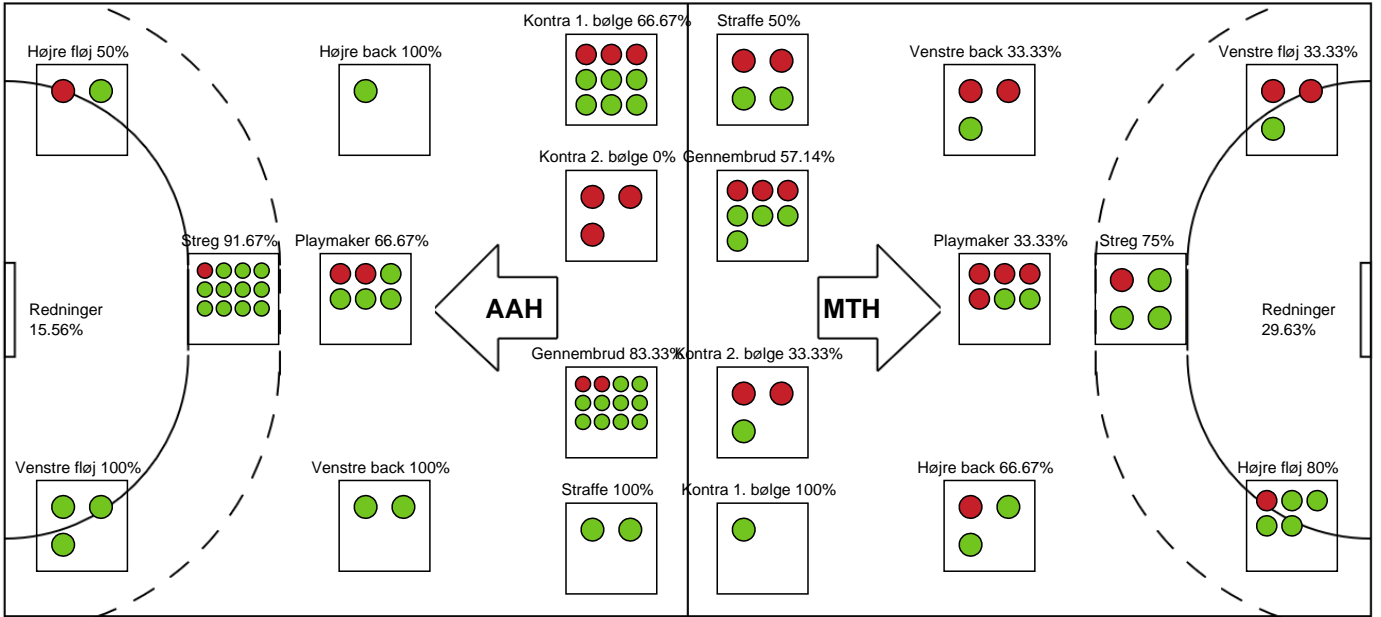 Kontra 1. bølge 66.67%
Straffe 50%
Højre fløj 50%
Højre back 100%
Venstre back 33.33%
Venstre fløj 33.33%
Kontra 2. bølge 0%
Gennembrud 57.14%
Streg 91.67%
Playmaker 66.67%
Playmaker 33.33%
Streg 75%
Redninger
15.56%
AAH
MTH
Redninger
29.63%
Gennembrud 83.33%
Kontra 2. bølge 33.33%
Venstre fløj 100%
Venstre back 100%
Straffe 100%
Kontra 1. bølge 100%
Højre back 66.67%
Højre fløj 80%